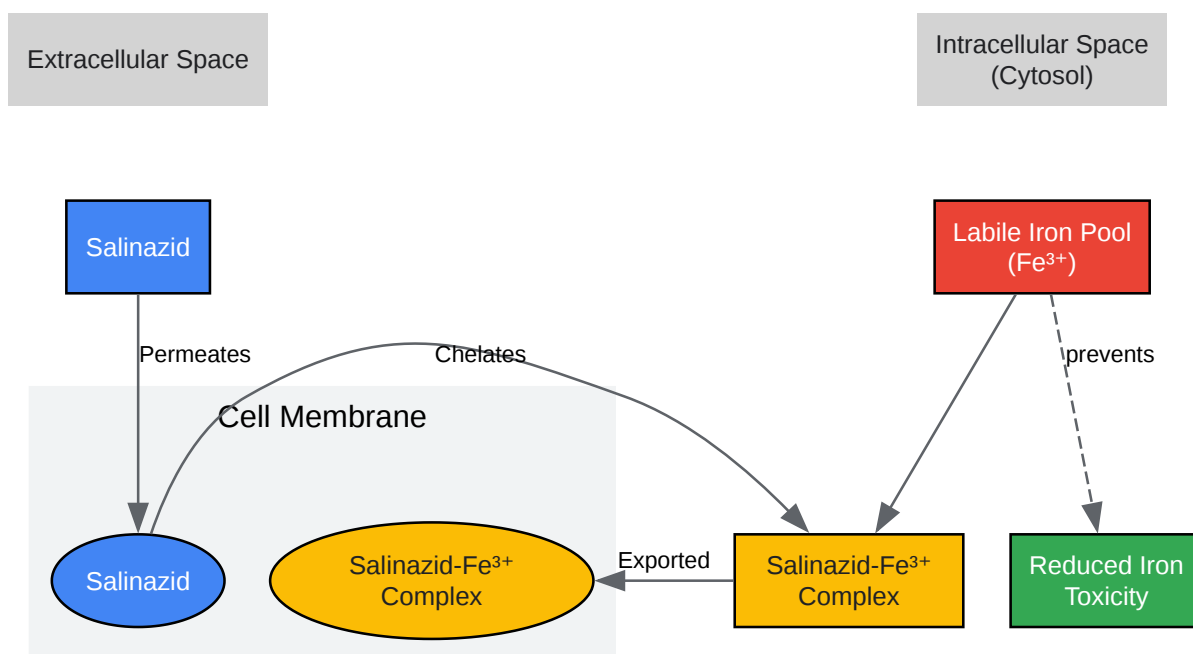 Extracellular Space
Intracellular Space
(Cytosol)
Salinazid
Labile Iron Pool
(Fe³⁺)
Permeates
Chelates
prevents
Cell Membrane
Salinazid
Salinazid-Fe³⁺
Complex
Exported
Salinazid-Fe³⁺
Complex
Reduced Iron
Toxicity